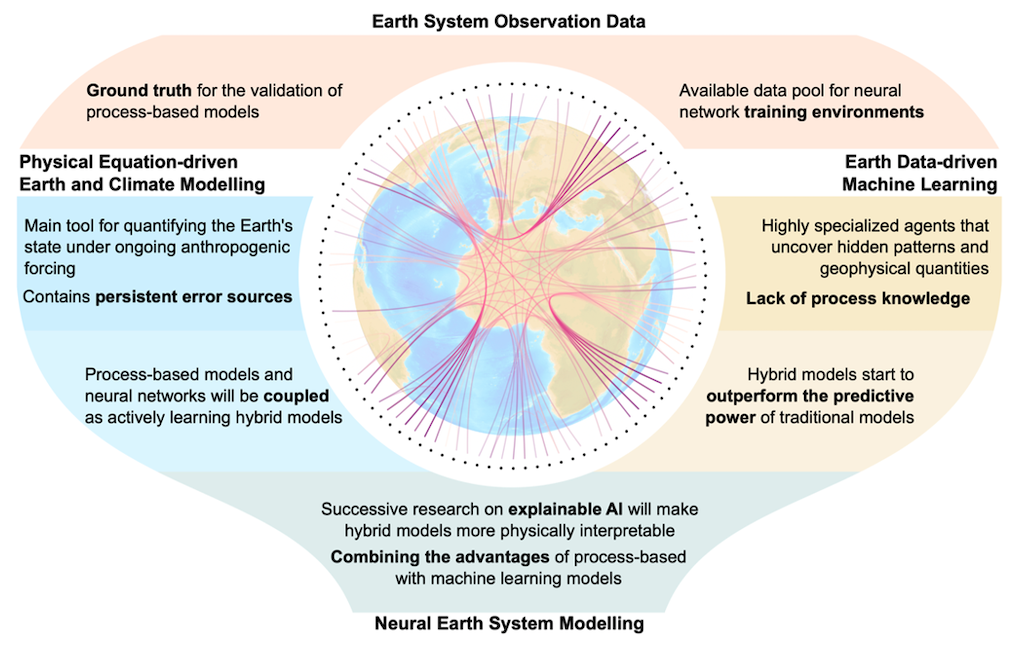 Earth System Observation Data
Ground truth for the validation of
process-based models
Available data pool for neural
network training environments
Physical Equation-driven
Earth and Climate Modelling
Earth Data-driven
Machine Learning
Main tool for quantifying the Earth's
state under ongoing anthropogenic
forcing
Contains persistent error sources
Highly specialized agents that
uncover hidden patterns and
geophysical quantities
Lack of process knowledge
Process-based models and
neural networks will be coupled
as actively learning hybrid models
Hybrid models start to
outperform the predictive
power of traditional models
Successive research on explainable AI will make
hybrid models more physically interpretable
Combining the advantages of process-based
with machine learning models
Neural Earth System Modelling